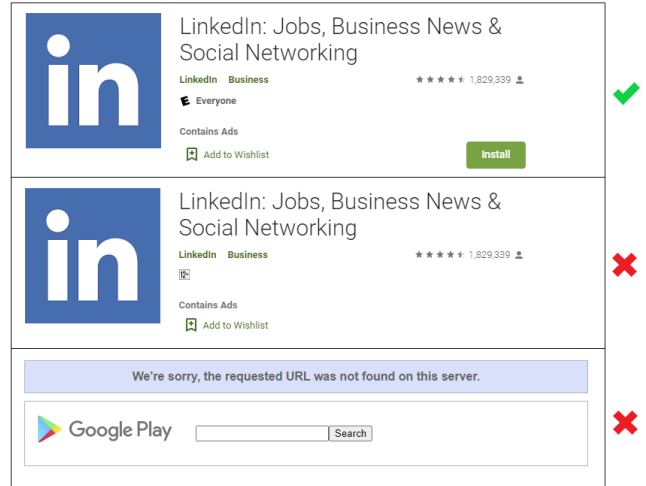 in
LinkedIn: Jobs, Business News &
Social Networking
LinkedIn Business 1,829,339
E Everyone
Contains Ads
Add to Wishlist Install
in
LinkedIn: Jobs, Business News &
Social Networking
LinkedIn Business 1,829,339
12+
Contains Ads
Add to Wishlist
We're sorry, the requested URL was not found on this server.
Google Play Search